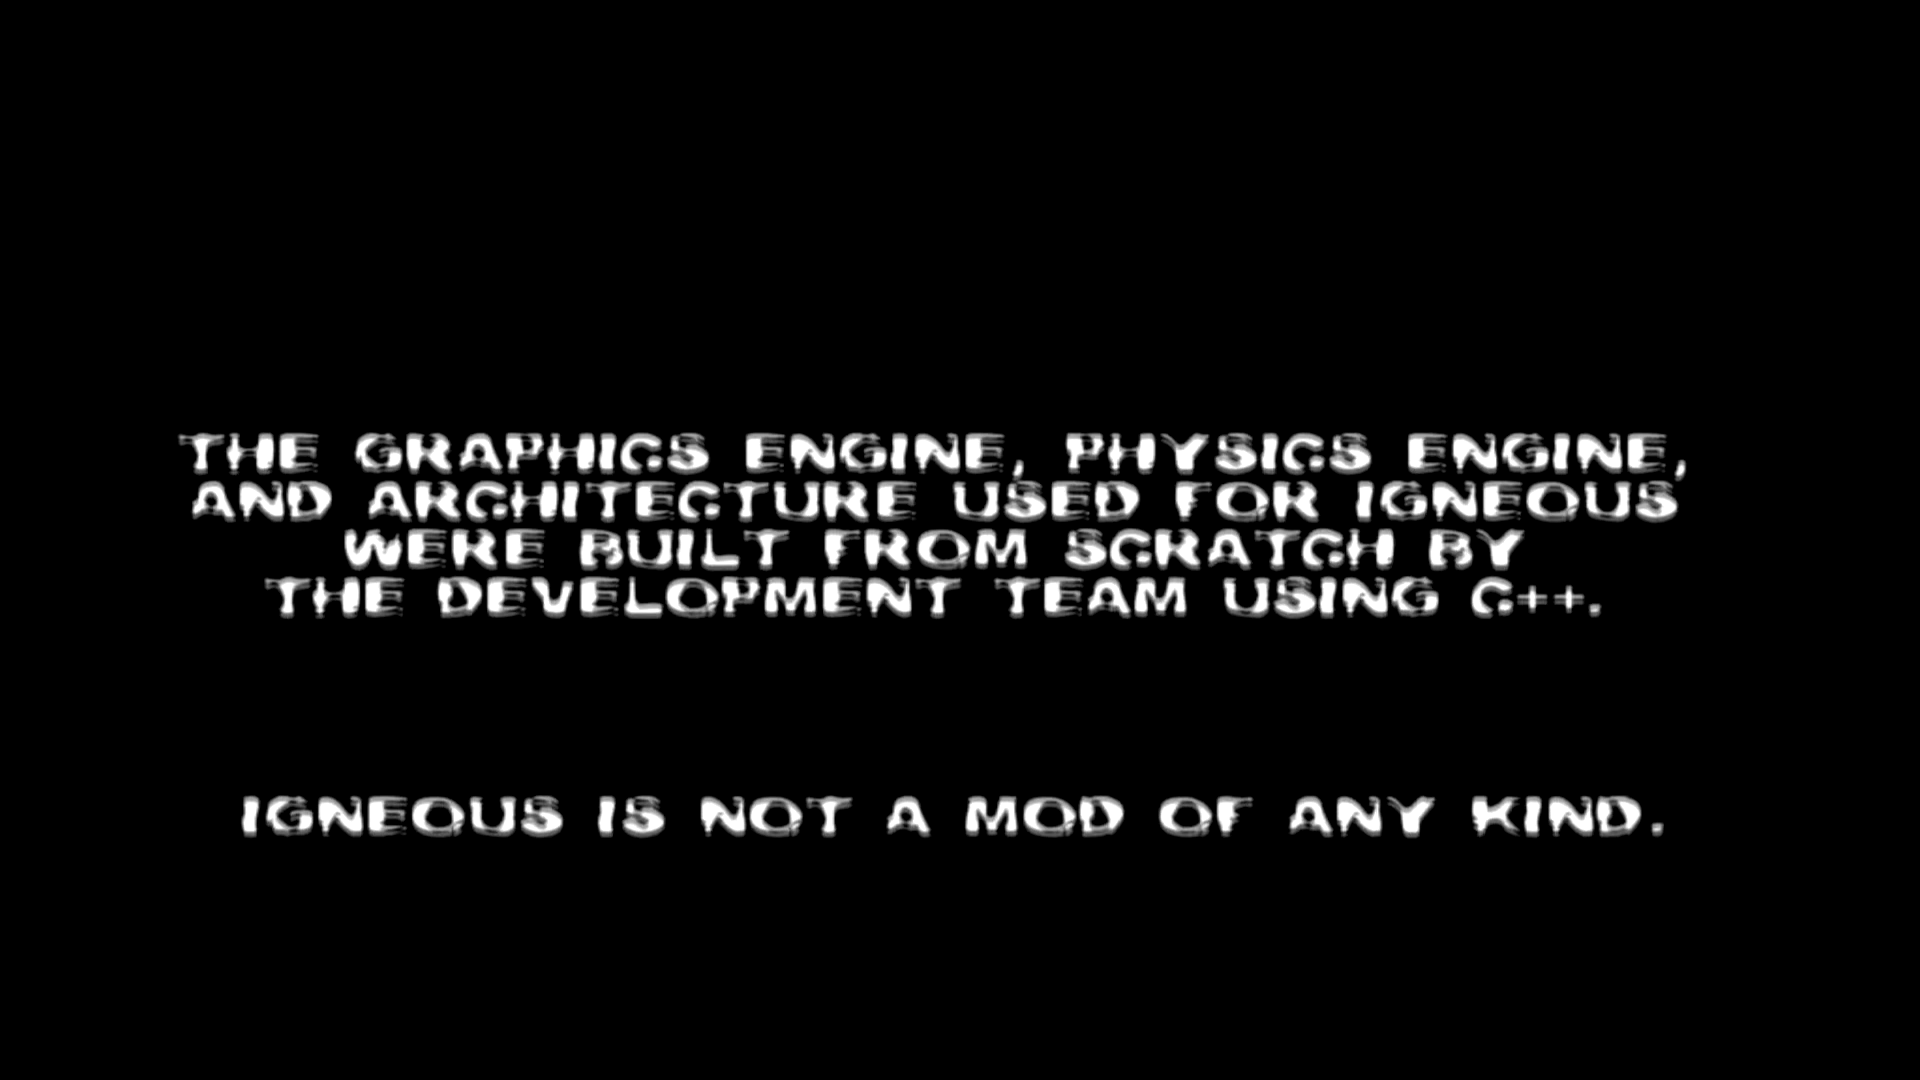 THE GRAPHICS ENGINE, PHYSICS ENGINE,
AND ARCHITECTURE USED FOR IGNEOUS
WERE BUILT FROM SCRATCH BY
THE DEVELOPMENT TEAM USING C++.
IGNEOUS IS NOT A MOD OF ANY KIND.